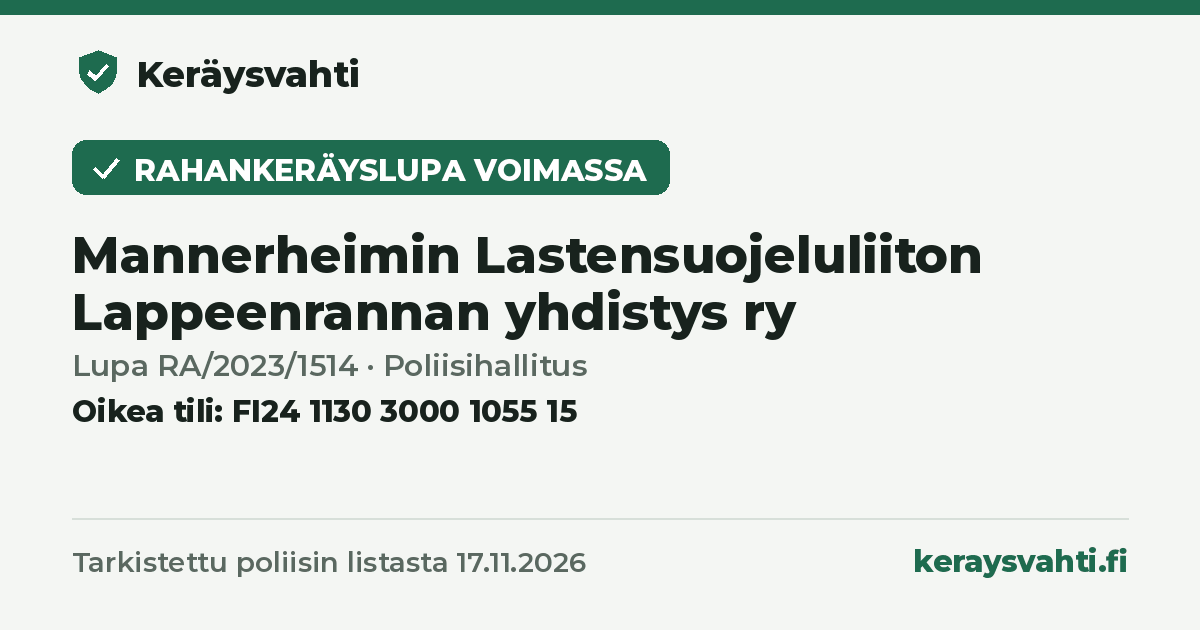 Keräysvahti
RAHANKERÄYSLUPA VOIMASSA
Mannerheimin Lastensuojeluliiton
Lappeenrannan yhdistys ry
Lupa RA/2023/1514 · Poliisihallitus
Oikea tili: FI24 1130 3000 1055 15
Tarkistettu poliisin listasta 17.11.2026
keraysvahti.fi